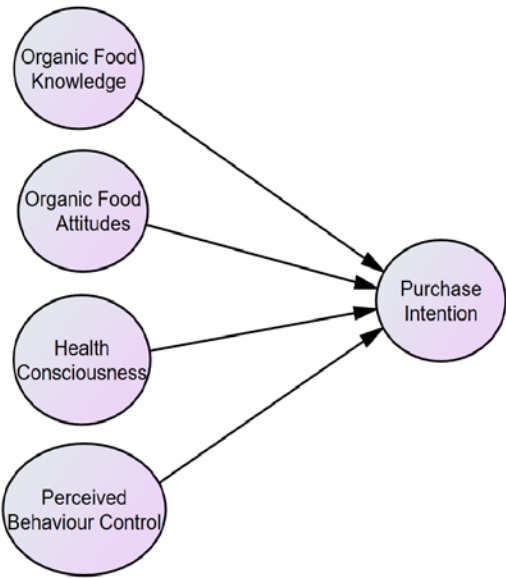 Organic Food
Knowledge
Organic Food
Attitudes
Health
Consciousness
Perceived
Behaviour Control
Purchase
Intention